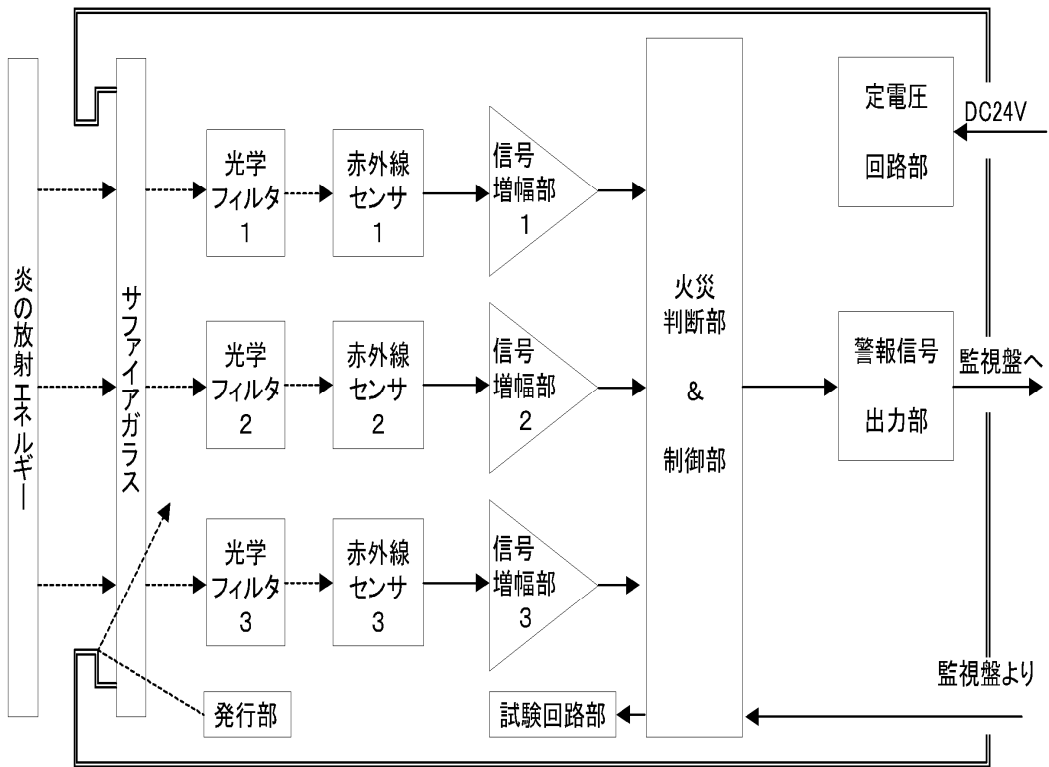 炎の放射エネルギー
サファイアガラス
光学
フィルタ
1
赤外線
センサ
1
信号
増幅部
1
光学
フィルタ
2
赤外線
センサ
2
信号
増幅部
2
光学
フィルタ
3
赤外線
センサ
3
信号
増幅部
3
発行部
試験回路部
火災
判断部
&
制御部
定電圧
回路部
DC24V
警報信号
出力部
監視盤へ
監視盤より